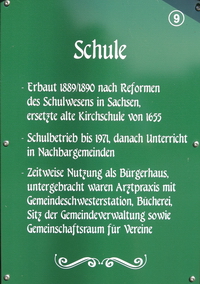 9
Schule
- Erbaut 1889/1890 nach Reformen
des Schulwesens in Sachsen,
ersetzte alte Kirchschule von 1655
- Schulbetrieb bis 1971, danach Unterricht
in Nachbargemeinden
- Zeitweise Nutzung als Bürgerhaus,
untergebracht waren Arztpraxis mit
Gemeindeschwesterstation, Bücherei,
Sitz der Gemeindeverwaltung sowie
Gemeinschaftsraum für Vereine